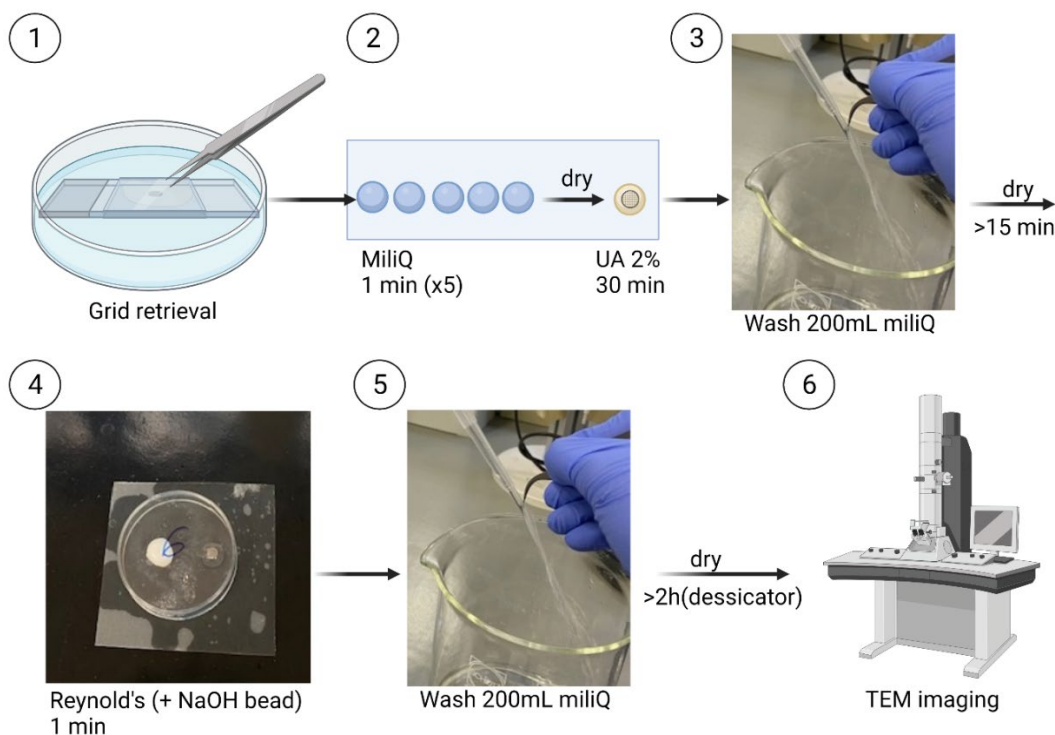 1
2
3
dry
dry
>15 min
MiliQ
1 min (x5)
UA 2%
30 min
Grid retrieval
Wash 200mL miliQ
4
5
6
6
dry
>2h(dessicator)
Reynold's (+ NaOH bead)
1 min
Wash 200mL miliQ
TEM imaging